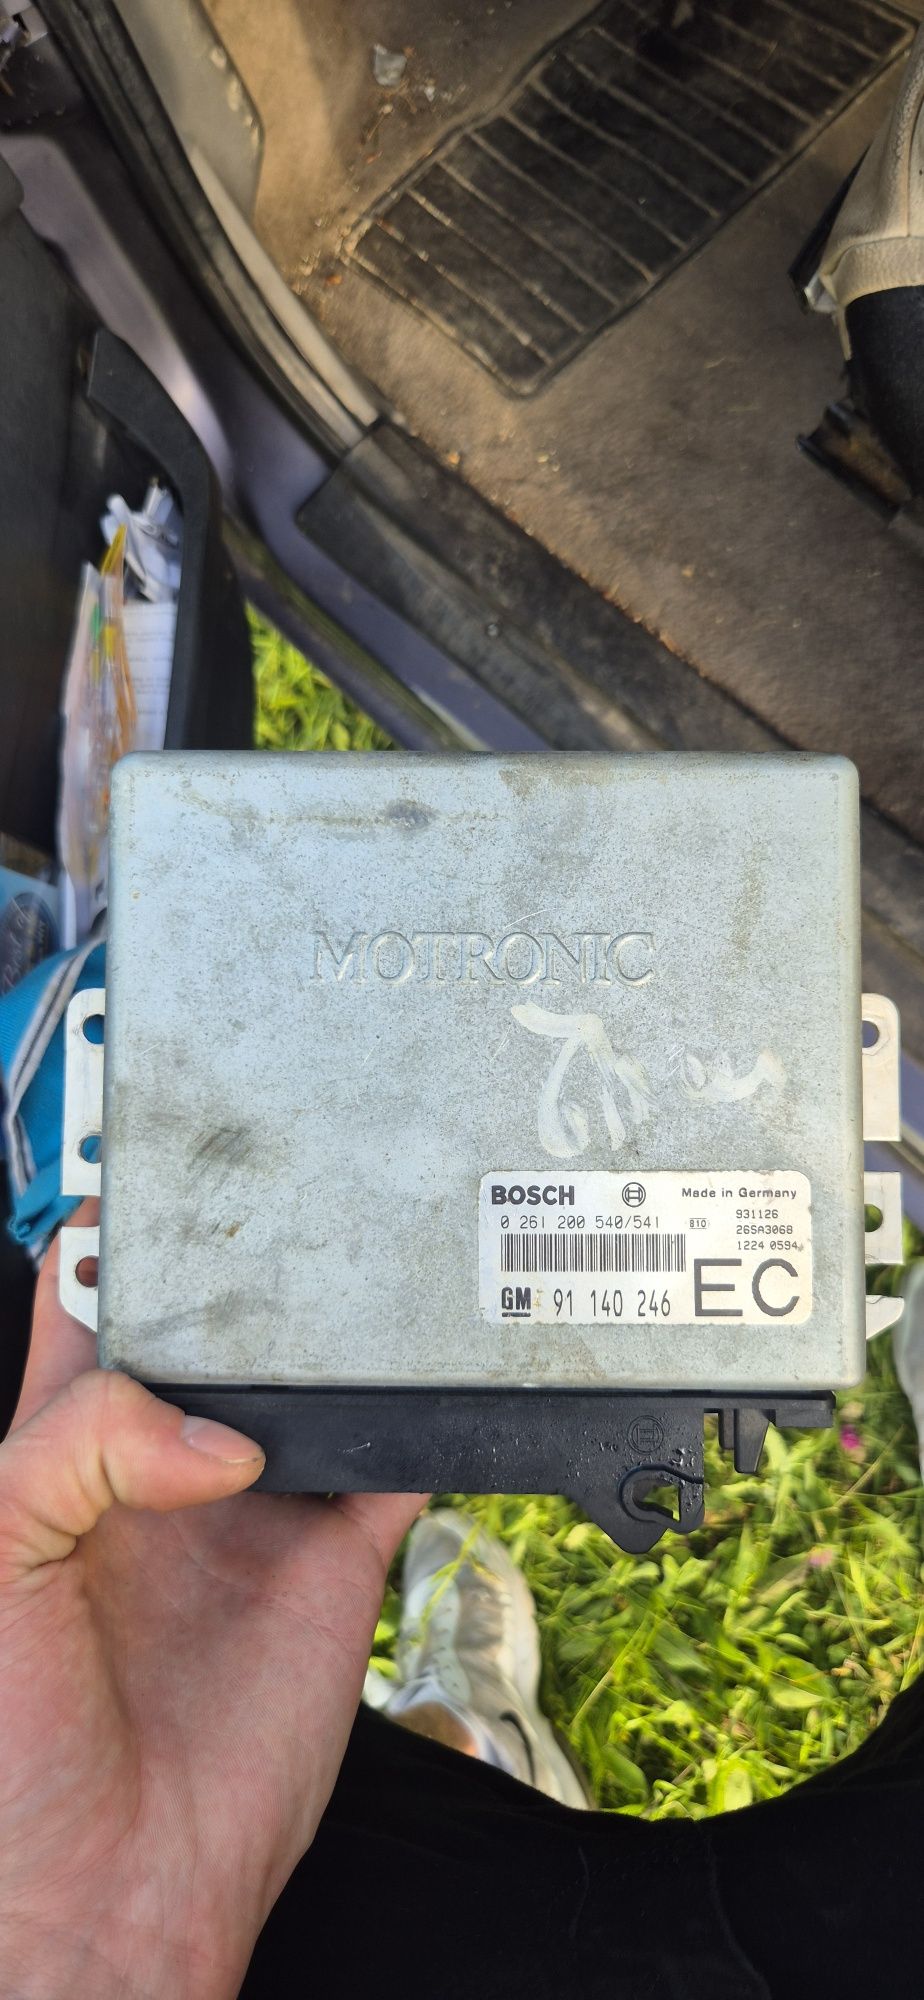 MOTRONIC
BOSCH Made in Germany
0 261 200 540/541 810 931126
26SA3068
1224 0594
GM 91 140 246 EC